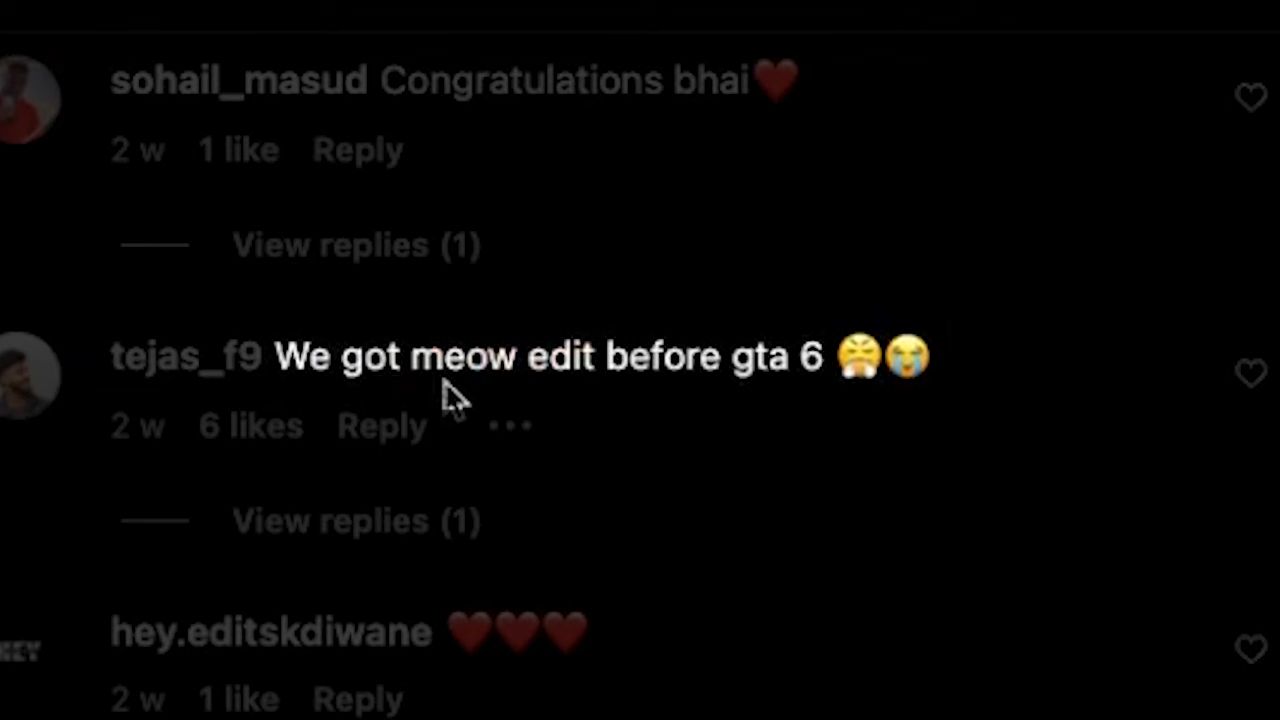 sohail_masud Congratulations bhai❤️
2 w 1 like Reply
View replies (1)
tejas_f9 We got meow edit before gta 6 😤😭
2 w 6 likes Reply ...
View replies (1)
hey.editskdiwane ❤️❤️❤️
2 w 1 like Reply